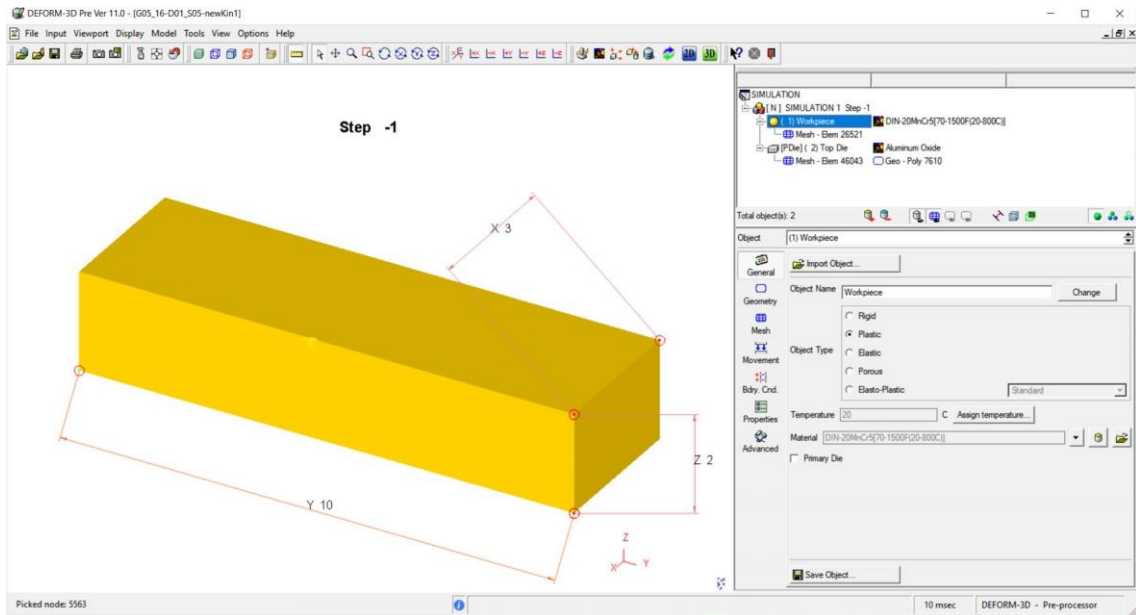 DEFORM-3D Pre Ver 11.0 - [G05_16-D01_S05-newKin1]
File Input Viewport Display Model Tools View Options Help
Step -1
X 3
Z 2
Y 10
Z
X Y
SIMULATION
[ N ] SIMULATION 1 Step -1
( 1) Workpiece DIN-20MnCr5[70-1500F(20-800C)]
Mesh - Elem 26521
[PDie] ( 2) Top Die Aluminum Oxide
Mesh - Elem 46043 Geo - Poly 7610
Total object(s): 2
Object (1) Workpiece
General
Geometry
Mesh
Movement
Bdry. Cnd.
Properties
Advanced
Import Object...
Object Name Workpiece Change
Object Type
Rigid
Plastic
Elastic
Porous
Elasto-Plastic Standard
Temperature 20 C Assign temperature...
Material DIN-20MnCr5[70-1500F(20-800C)]
Primary Die
Save Object...
Picked node: 5563
10 msec DEFORM-3D - Pre-processor